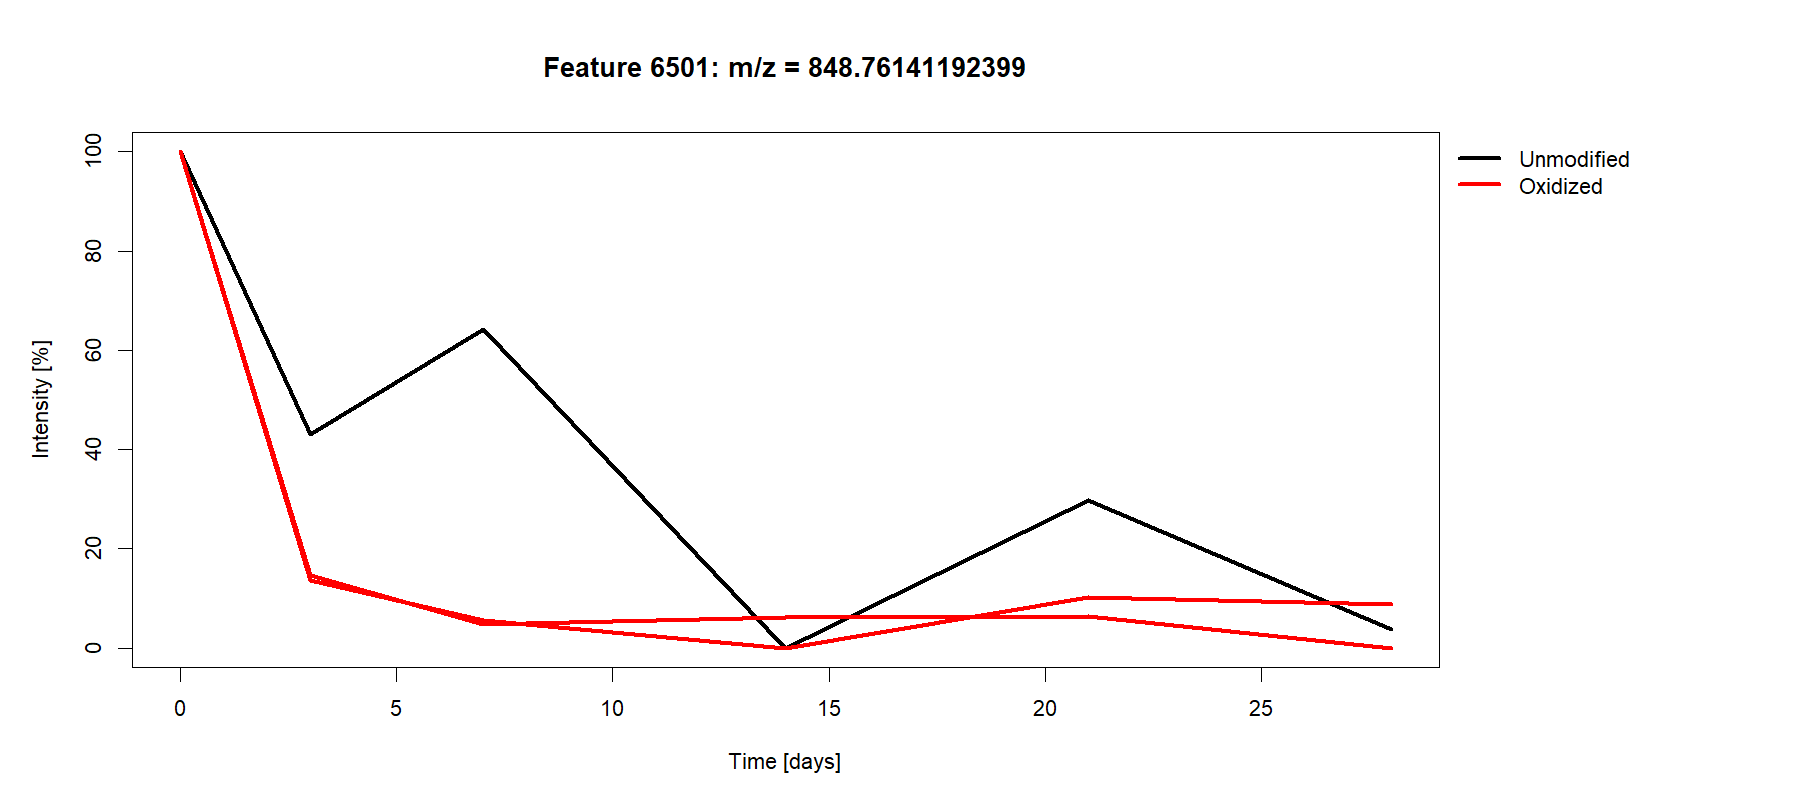 Feature 6501: m/z = 848.76141192399
Unmodified
Oxidized
Intensity [%]
100
80
60
40
20
0
0 5 10 15 20 25
Time [days]